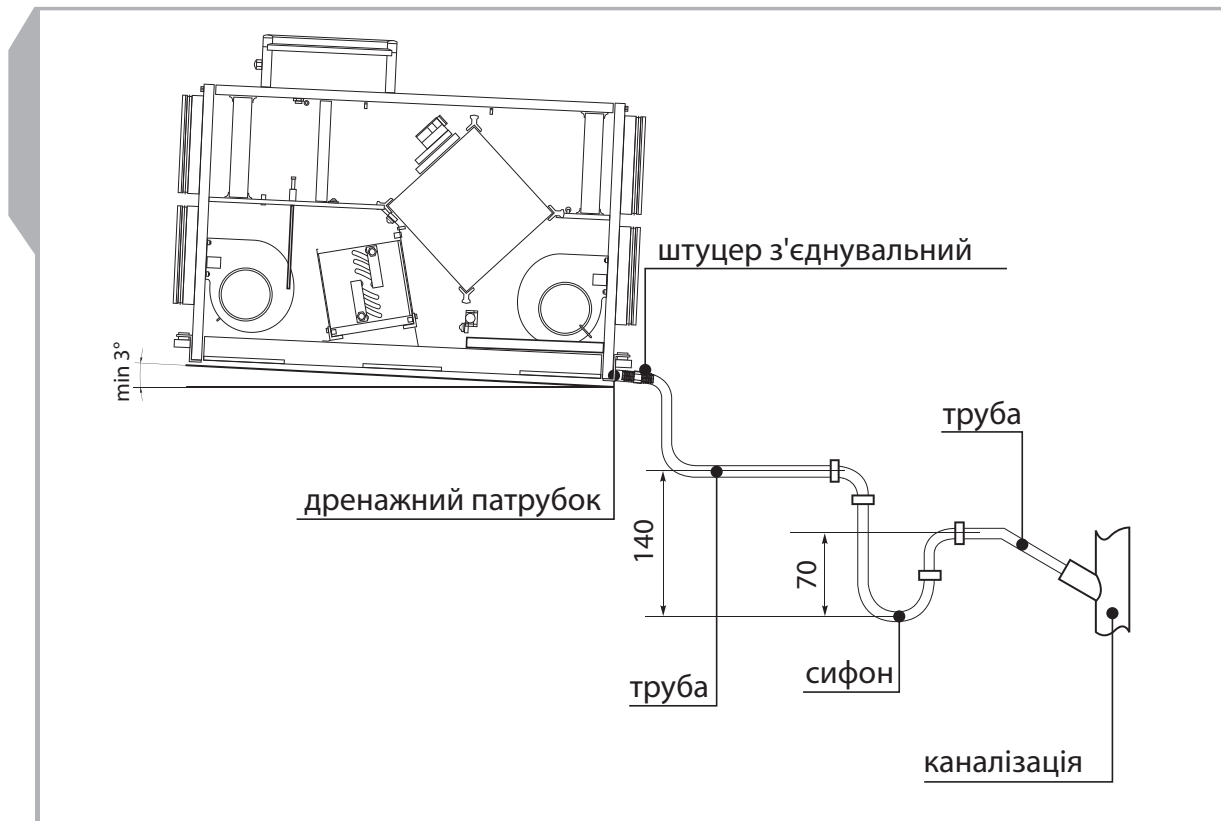 штуцер з'єднувальний
min 3°
труба
дренажний патрубок
140
70
труба
сифон
каналізація